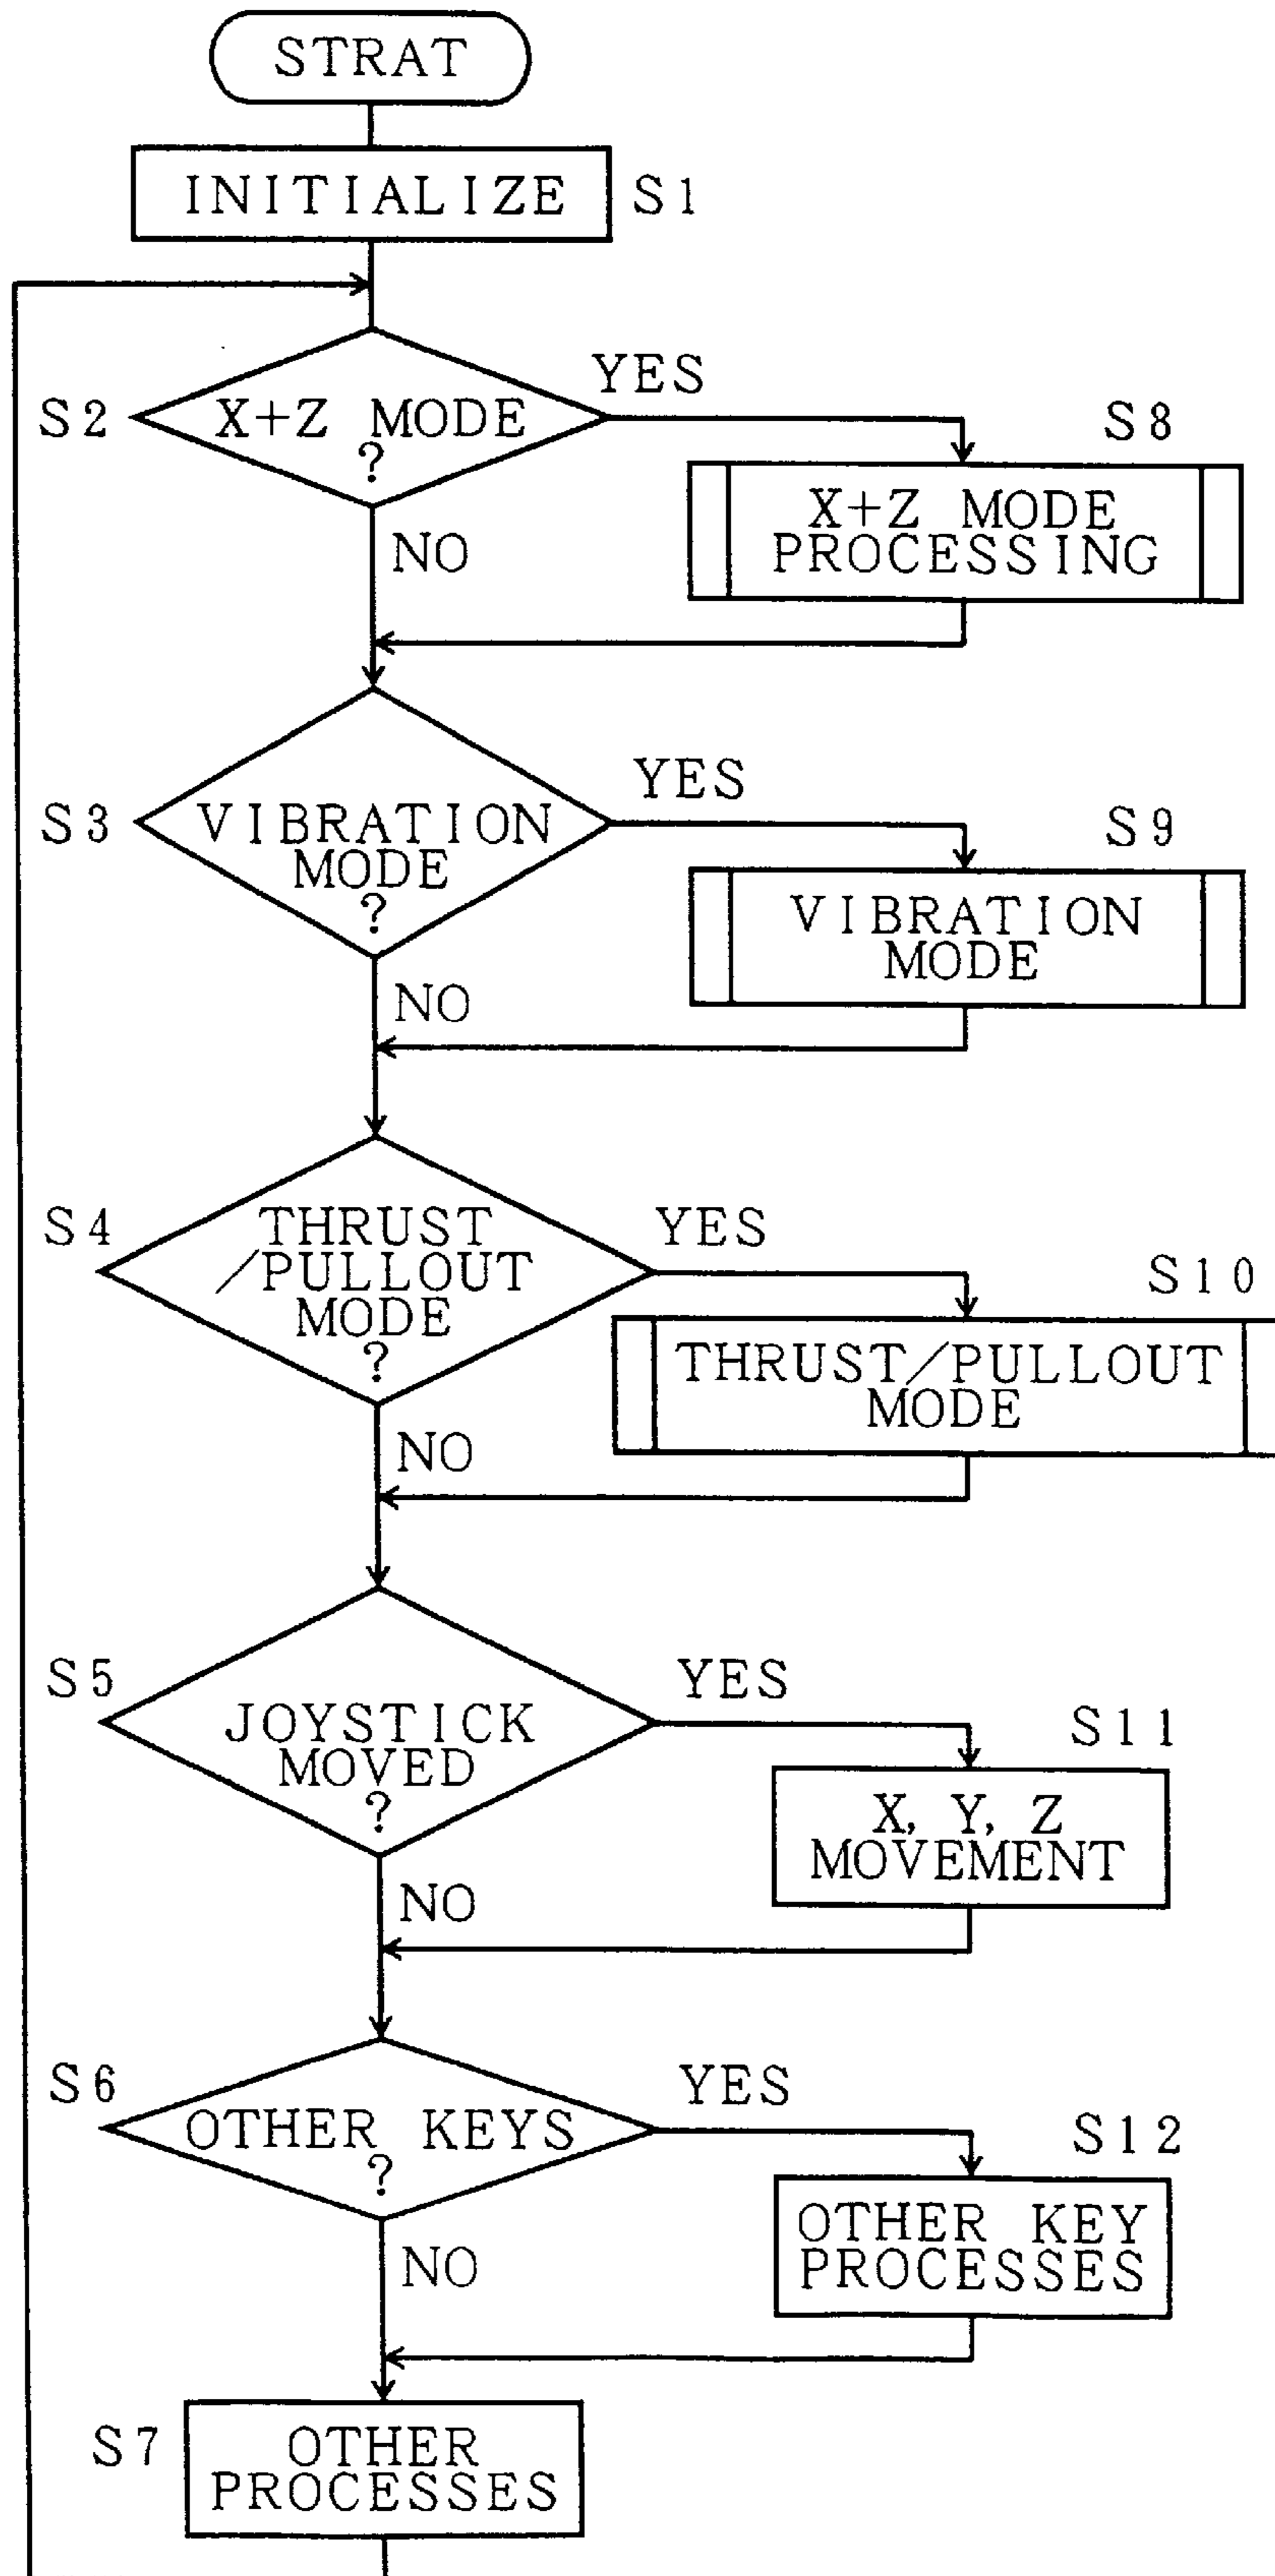 STRAT
INITIALIZE
S1
YES
S2
X+Z MODE
?
S8
X+Z MODE
PROCESSING
NO
YES
S3
VIBRATION
MODE
?
S9
VIBRATION
MODE
NO
S4
THRUST
/PULLOUT
MODE
?
YES
S10
THRUST/PULLOUT
MODE
NO
S5
YES
JOYSTICK
MOVED
?
S11
X, Y, Z
MOVEMENT
NO
S6
YES
OTHER KEYS
?
S12
OTHER KEY
PROCESSES
NO
S7
OTHER
PROCESSES